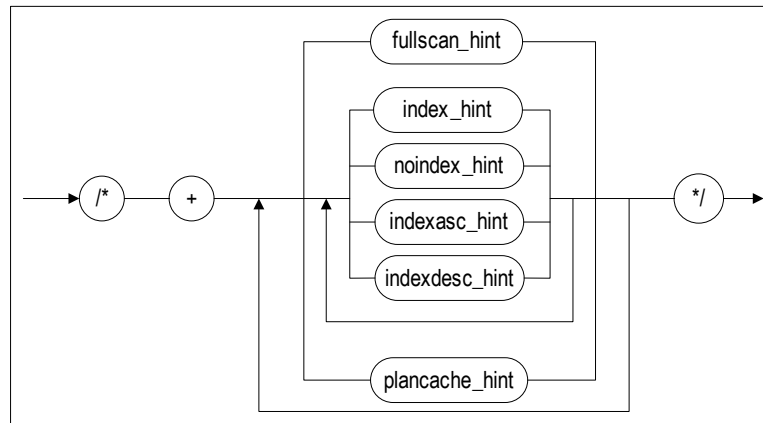 fullscan_hint
index_hint
noindex_hint
/*
+
*/
indexasc_hint
indexdesc_hint
plancache_hint